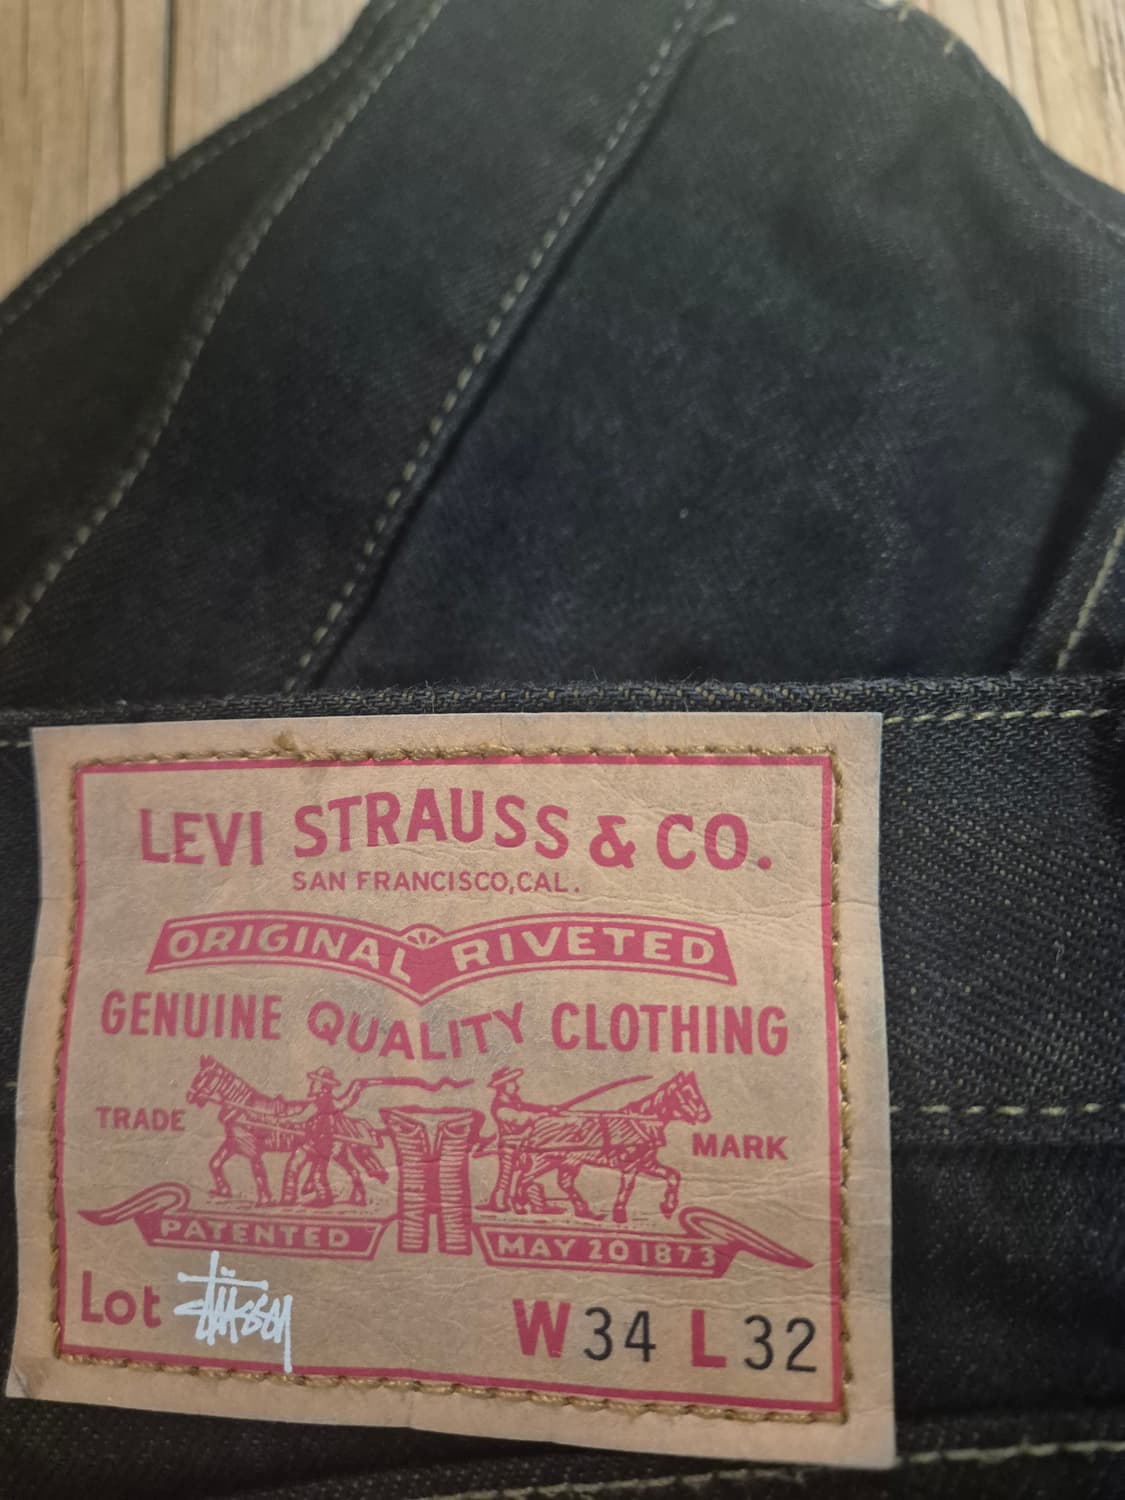 LEVI STRAUSS & CO.
SAN FRANCISCO, CAL.
ORIGINAL RIVETED
GENUINE QUALITY CLOTHING
TRADE MARK
PATENTED MAY 20 1873
Lot Stüssy W 34 L 32